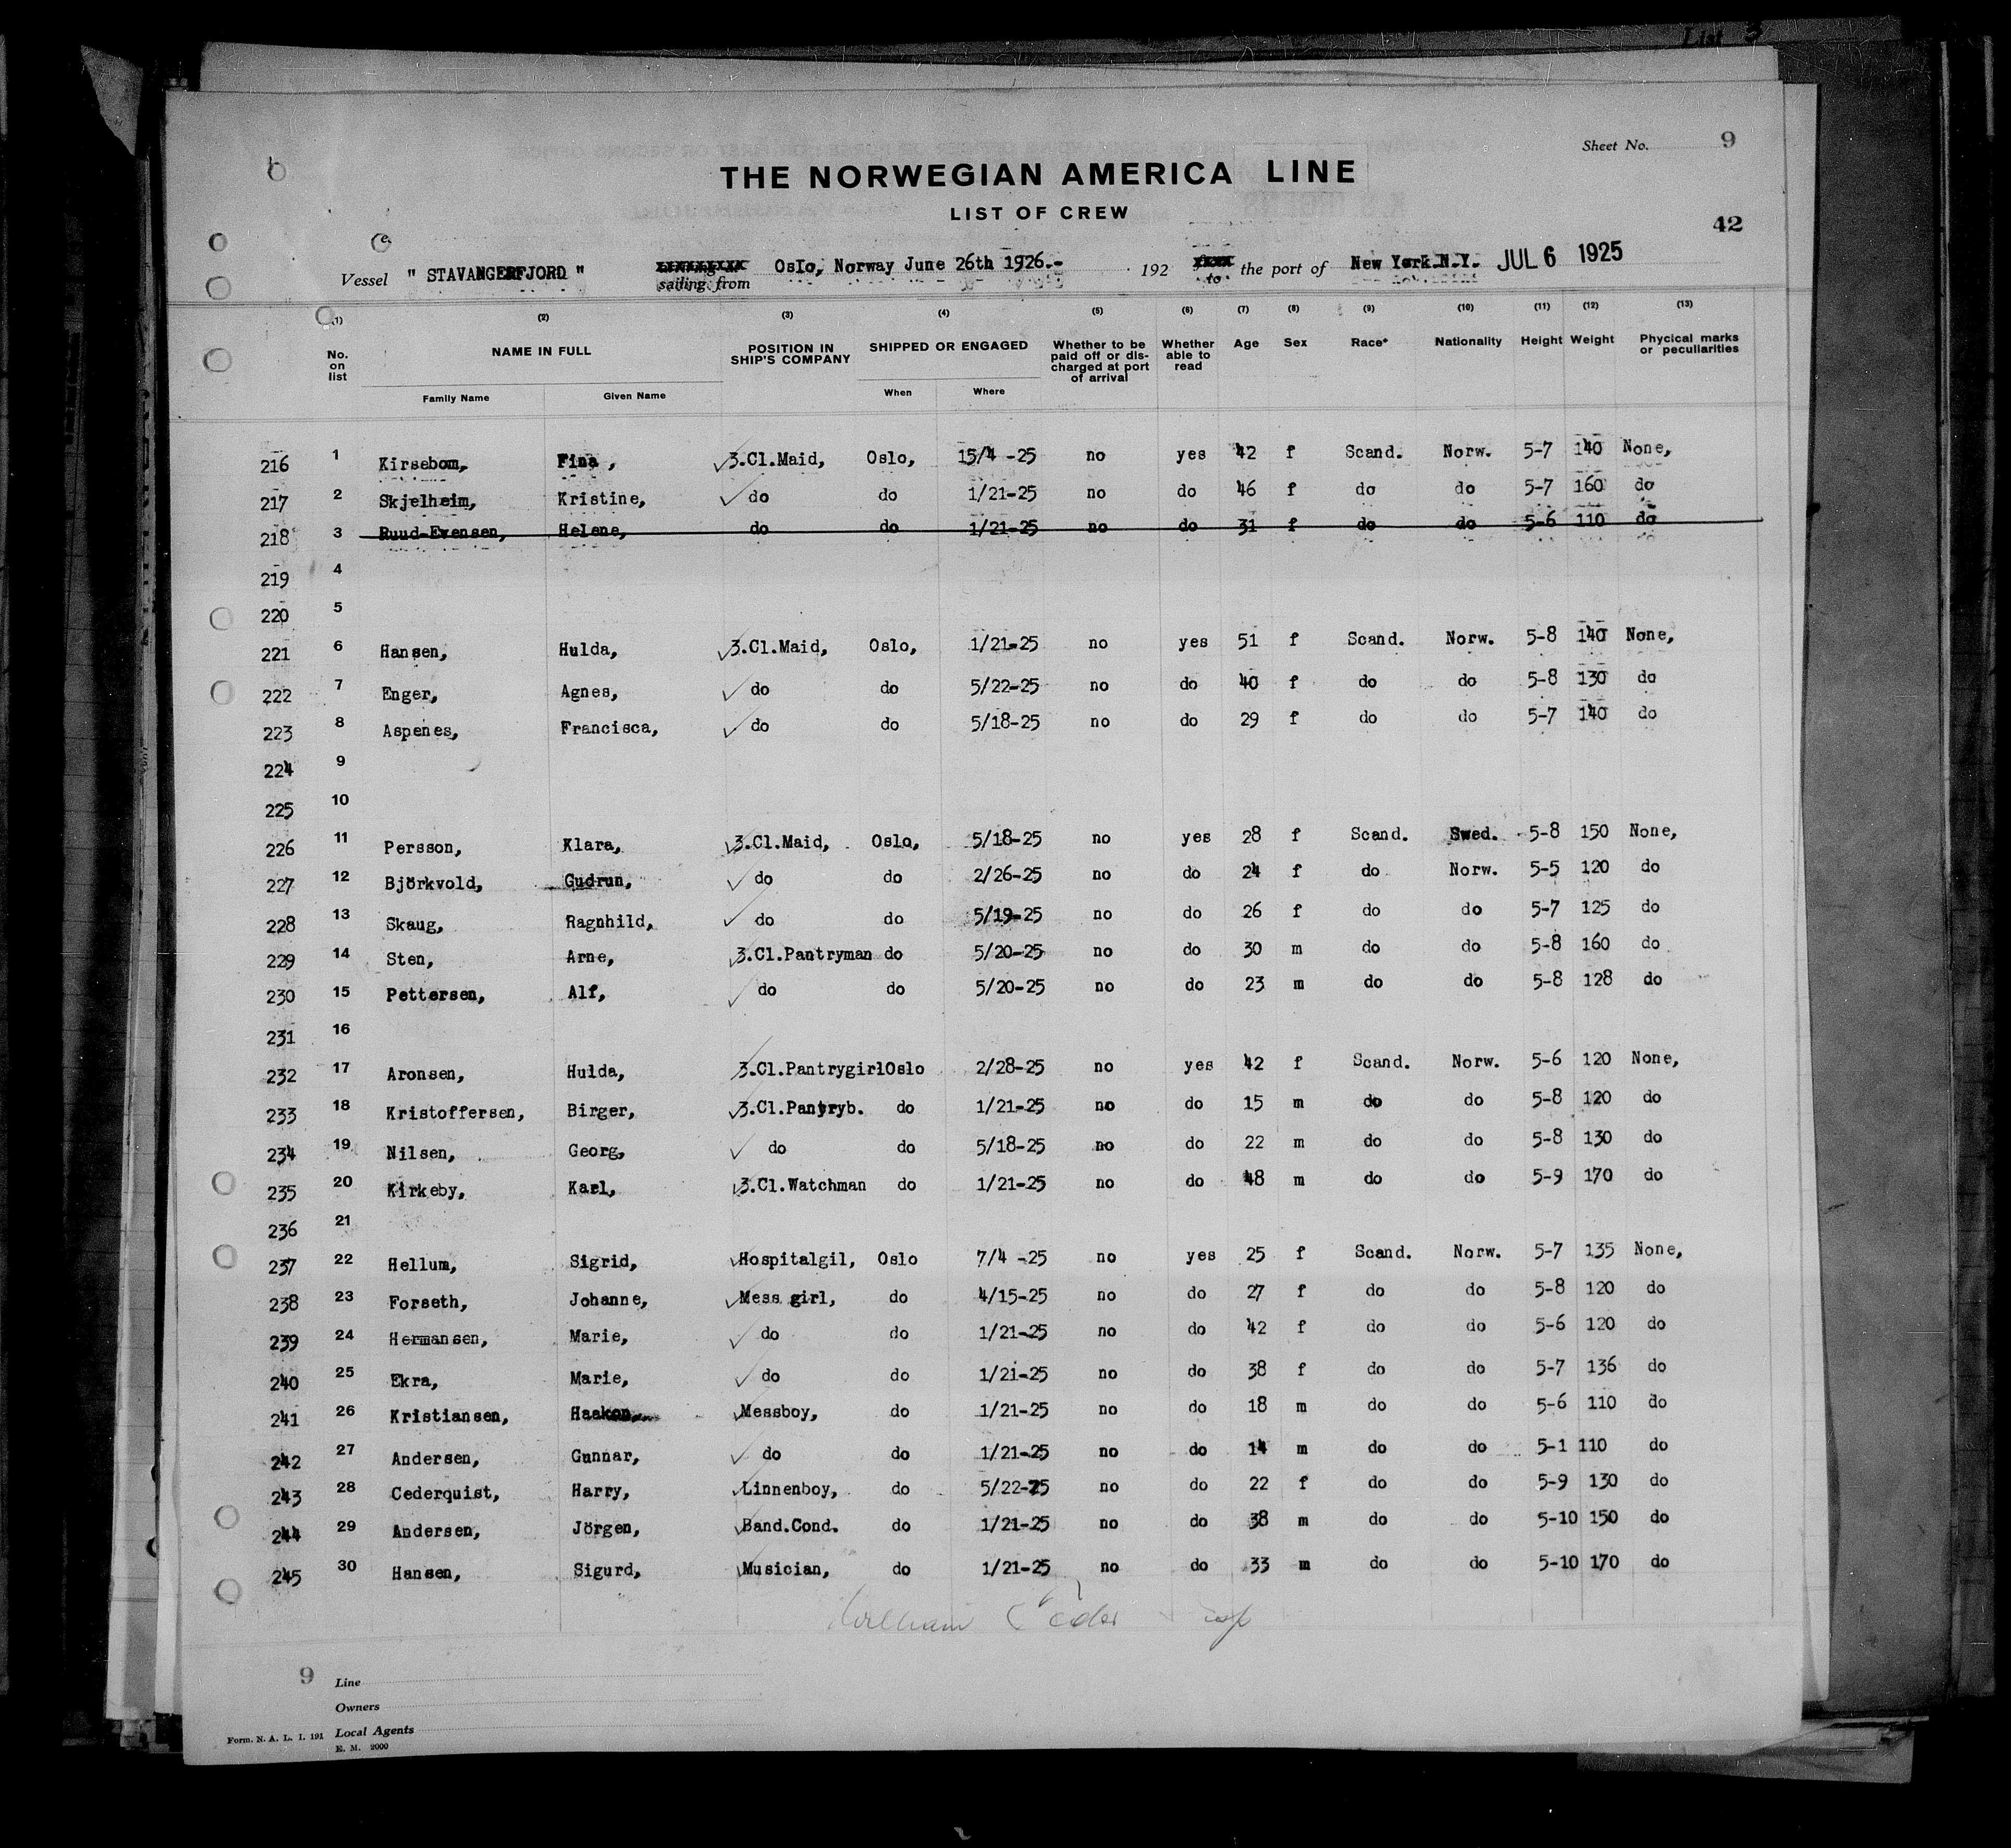 List 3
Sheet No. 9
THE NORWEGIAN AMERICA LINE
LIST OF CREW
42
Vessel " STAVANGERFJORD " sailing from Oslo, Norway June 26th 1926.- 192 to the port of New York.N.Y. JUL 6 1925
(1) (2) (3) (4) (5) (6) (7) (8) (9) (10) (11) (12) (13)
No. on list NAME IN FULL POSITION IN SHIP'S COMPANY SHIPPED OR ENGAGED Whether to be paid off or discharged at port of arrival Whether able to read Age Sex Race* Nationality Height Weight Phycical marks or peculiarities
Family Name Given Name When Where
216 1 Kirsebom, Fina, 3.Cl.Maid, Oslo, 15/4 -25 no yes 42 f Scand. Norw. 5-7 140 None,
217 2 Skjelheim, Kristine, do do 1/21-25 no do 46 f do do 5-7 160 do
218 3 Ruud-Evensen, Helene, do do 1/21-25 no do 31 f do do 5-6 110 do
219 4
220 5
221 6 Hansen, Hulda, 3.Cl.Maid, Oslo, 1/21-25 no yes 51 f Scand. Norw. 5-8 140 None,
222 7 Enger, Agnes, do do 5/22-25 no do 40 f do do 5-8 130 do
223 8 Aspenes, Francisca, do do 5/18-25 no do 29 f do do 5-7 140 do
224 9
225 10
226 11 Persson, Klara, 3.Cl.Maid, Oslo, 5/18-25 no yes 28 f Scand. Swed. 5-8 150 None,
227 12 Björkvold, Gudrun, do do 2/26-25 no do 24 f do Norw. 5-5 120 do
228 13 Skaug, Ragnhild, do do 5/19-25 no do 26 f do do 5-7 125 do
229 14 Sten, Arne, 3.Cl.Pantryman do 5/20-25 no do 30 m do do 5-8 160 do
230 15 Pettersen, Alf, do do 5/20-25 no do 23 m do do 5-8 128 do
231 16
232 17 Aronsen, Hulda, 3.Cl.PantrygirlOslo 2/28-25 no yes 42 f Scand. Norw. 5-6 120 None,
233 18 Kristoffersen, Birger, 3.Cl.Pantryb. do 1/21-25 no do 15 m do do 5-8 120 do
234 19 Nilsen, Georg, do do 5/18-25 no do 22 m do do 5-8 130 do
235 20 Kirkeby, Karl, 3.Cl.Watchman do 1/21-25 no do 48 m do do 5-9 170 do
236 21
237 22 Hellum, Sigrid, Hospitalgil, Oslo 7/4 -25 no yes 25 f Scand. Norw. 5-7 135 None,
238 23 Forseth, Johanne, Mess girl, do 4/15-25 no do 27 f do do 5-8 120 do
239 24 Hermansen, Marie, do do 1/21-25 no do 42 f do do 5-6 120 do
240 25 Ekra, Marie, do do 1/21-25 no do 38 f do do 5-7 136 do
241 26 Kristiansen, Haakon, Messboy, do 1/21-25 no do 18 m do do 5-6 110 do
242 27 Andersen, Gunnar, do do 1/21-25 no do 14 m do do 5-1 110 do
243 28 Cederquist, Harry, Linnenboy, do 5/22-25 no do 22 f do do 5-9 130 do
244 29 Andersen, Jörgen, Band.Cond. do 1/21-25 no do 38 m do do 5-10 150 do
245 30 Hansen, Sigurd, Musician, do 1/21-25 no do 33 m do do 5-10 170 do
9
Line
Owners
Local Agents
Form. N. A. L. I. 191
E. M. 2000